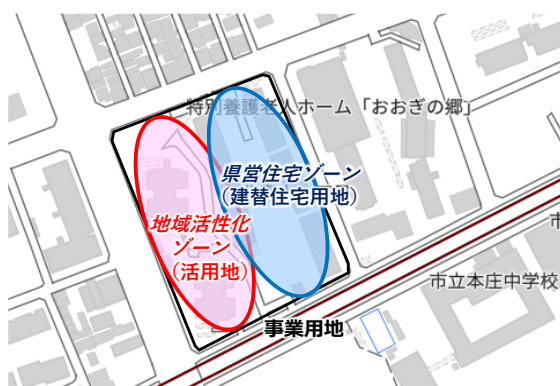 特別養護老人ホーム「おおぎの郷」
県営住宅ゾーン
（建替住宅用地）
地域活性化
ゾーン
（活用地）
市
市立本庄中学校
事業用地